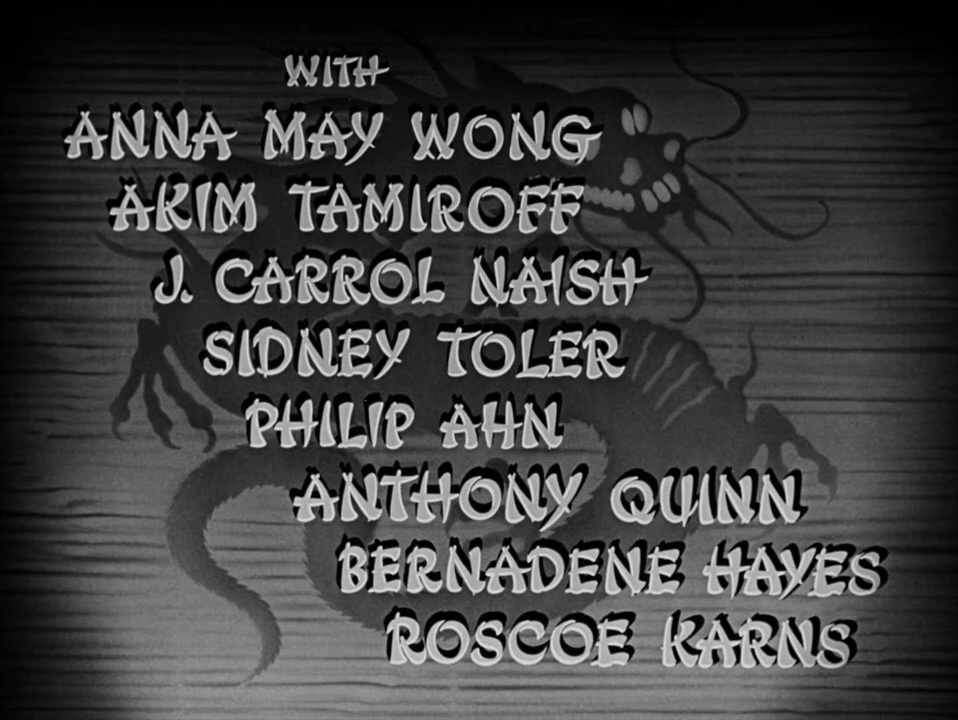 WITH
ANNA MAY WONG
AKIM TAMIROFF
J. CARROL NAISH
SIDNEY TOLER
PHILIP AHN
ANTHONY QUINN
BERNADENE HAYES
ROSCOE KARNS